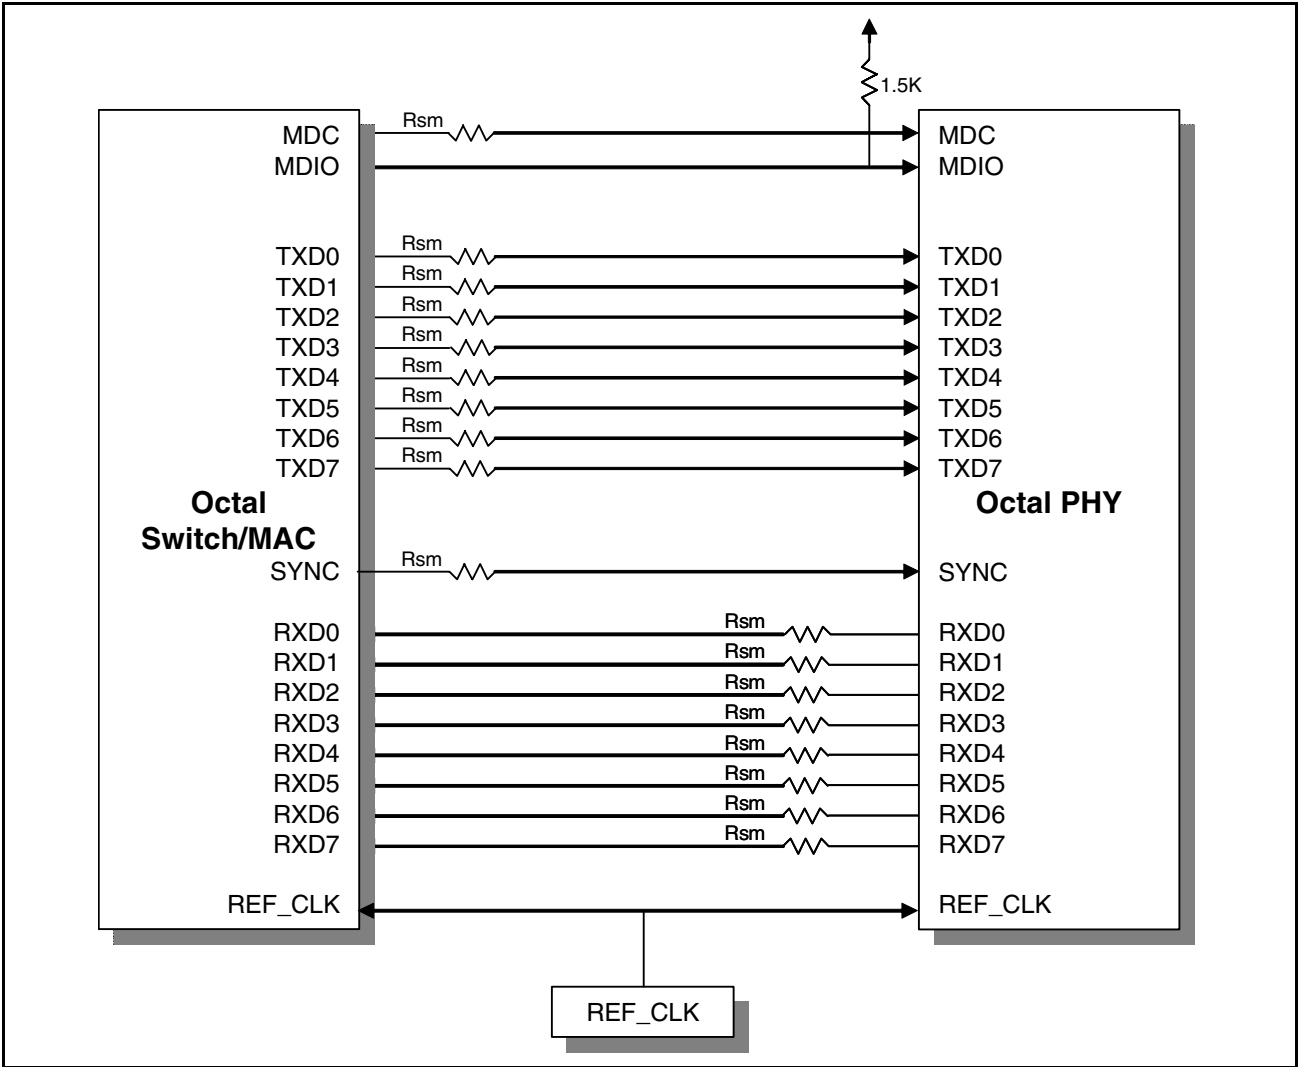 1.5K
MDC Rsm MDC
MDIO MDIO
TXD0 Rsm TXD0
TXD1 Rsm TXD1
TXD2 Rsm TXD2
TXD3 Rsm TXD3
TXD4 Rsm TXD4
TXD5 Rsm TXD5
TXD6 Rsm TXD6
TXD7 Rsm TXD7
Octal
Switch/MAC
Octal PHY
SYNC Rsm SYNC
RXD0 Rsm RXD0
RXD1 Rsm RXD1
RXD2 Rsm RXD2
RXD3 Rsm RXD3
RXD4 Rsm RXD4
RXD5 Rsm RXD5
RXD6 Rsm RXD6
RXD7 Rsm RXD7
REF_CLK REF_CLK
REF_CLK